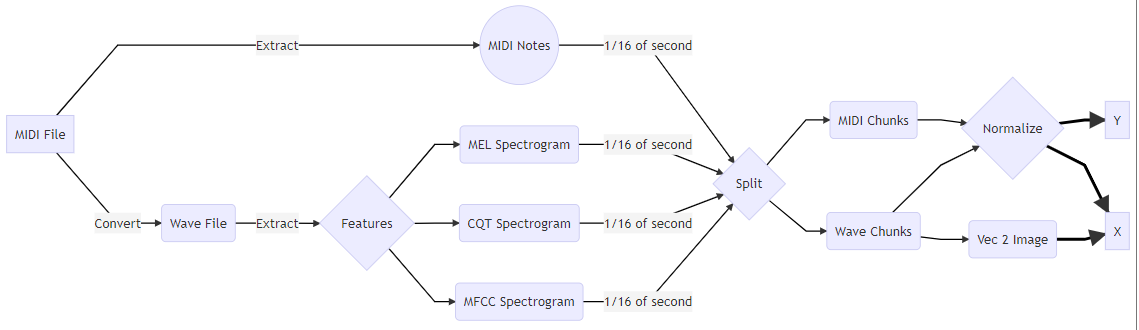 MIDI File
Extract
MIDI Notes
1/16 of second
Convert
Wave File
Extract
Features
MEL Spectrogram
1/16 of second
CQT Spectrogram
1/16 of second
MFCC Spectrogram
1/16 of second
Split
MIDI Chunks
Wave Chunks
Normalize
Vec 2 Image
Y
X